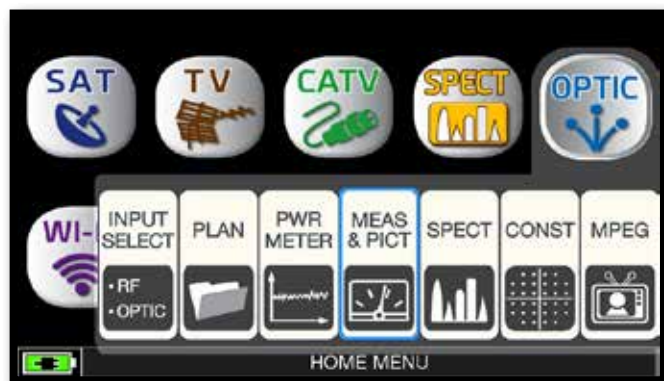 SAT
TV
CATV
SPECT
OPTIC
WI-
INPUT
SELECT
• RF
• OPTIC
PLAN
PWR
METER
MEAS
& PICT
SPECT
CONST
MPEG
HOME MENU